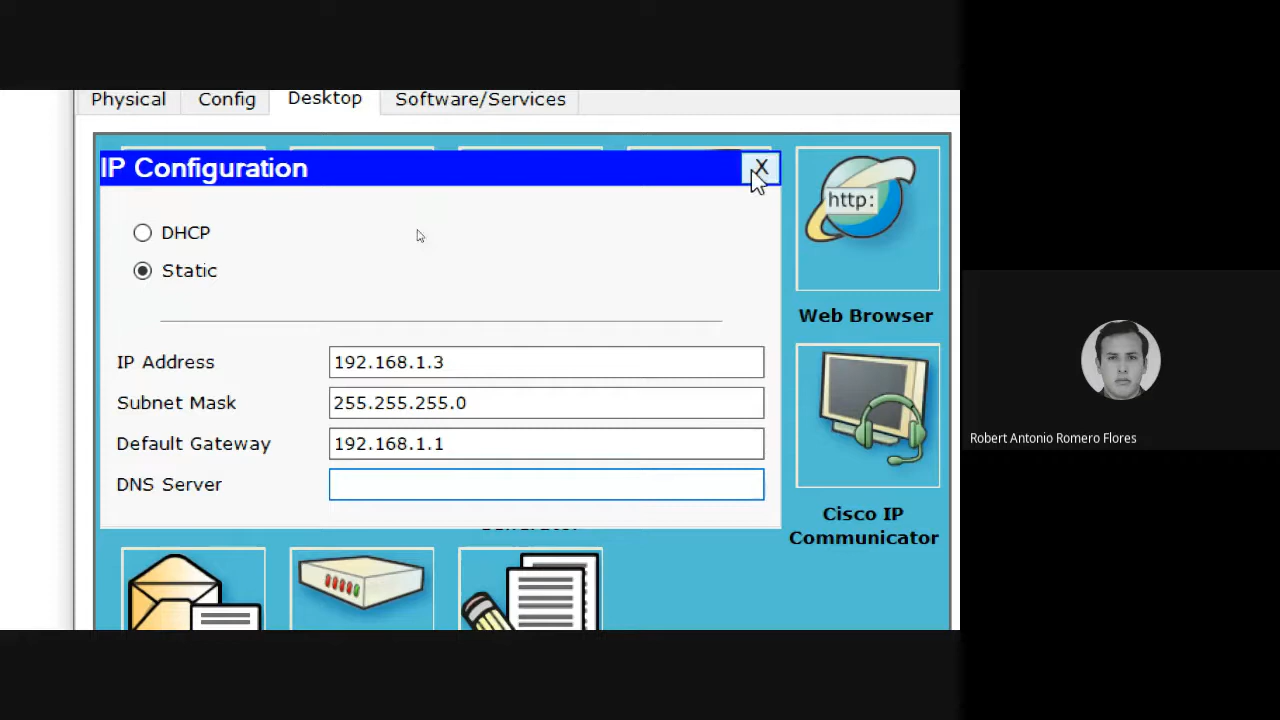 Physical
Config
Desktop
Software/Services
IP Configuration
X
http:
DHCP
Static
Web Browser
IP Address
192.168.1.3
Subnet Mask
255.255.255.0
Default Gateway
192.168.1.1
DNS Server
Cisco IP
Communicator
Robert Antonio Romero Flores